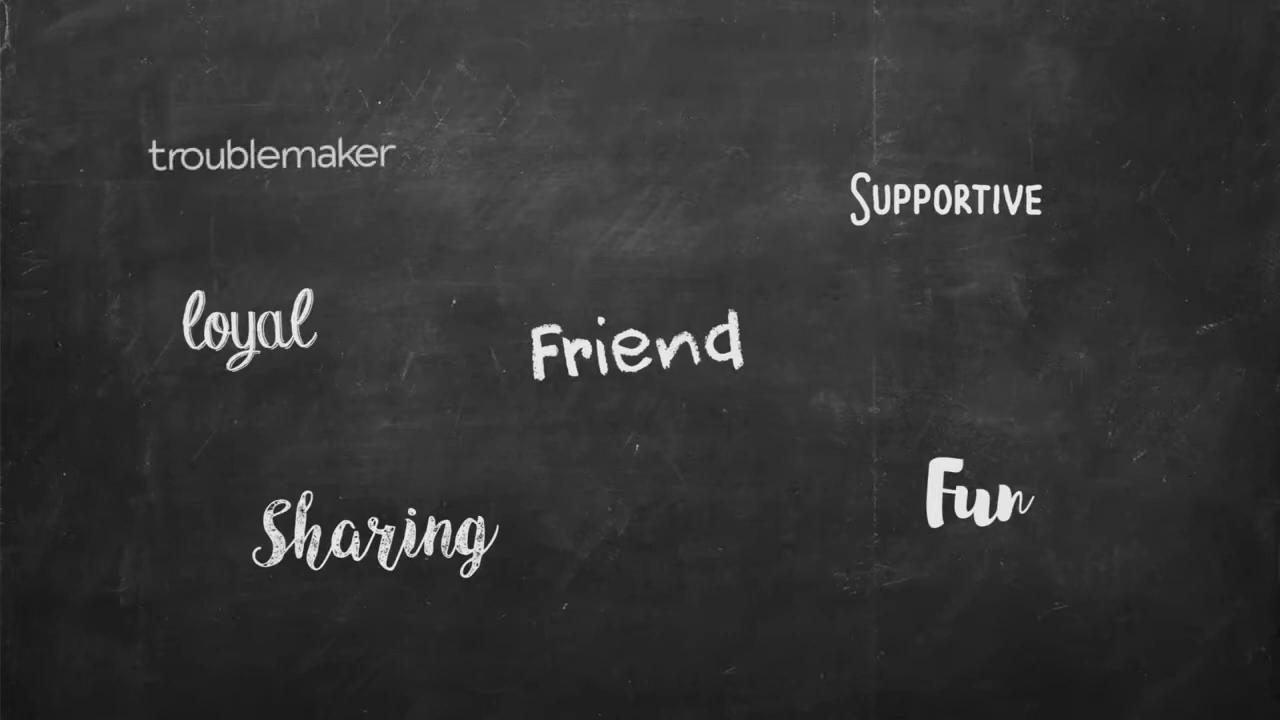 troublemaker
Supportive
loyal
Friend
Sharing
Fun